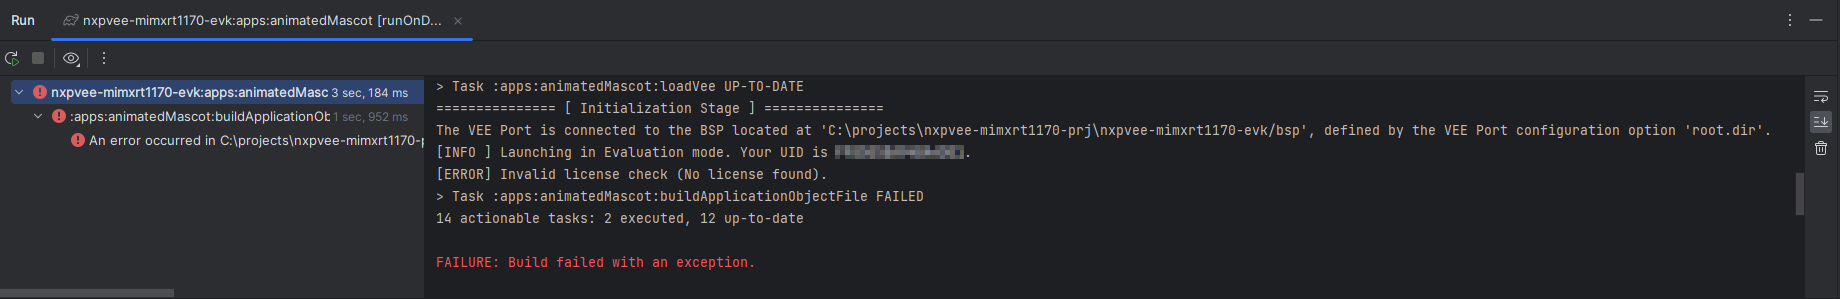 Run
nxpvee-mimxrt1170-evk:apps:animatedMascot [runOnD...
nxpvee-mimxrt1170-evk:apps:animatedMasc 3 sec, 184 ms
:apps:animatedMascot:buildApplicationOb 1 sec, 952 ms
An error occurred in C:\projects\nxpvee-mimxrt1170-p
> Task :apps:animatedMascot:loadVee UP-TO-DATE
=============== [ Initialization Stage ] ===============
The VEE Port is connected to the BSP located at 'C:\projects\nxpvee-mimxrt1170-prj\nxpvee-mimxrt1170-evk/bsp', defined by the VEE Port configuration option 'root.dir'.
[INFO ] Launching in Evaluation mode. Your UID is .
[ERROR] Invalid license check (No license found).
> Task :apps:animatedMascot:buildApplicationObjectFile FAILED
14 actionable tasks: 2 executed, 12 up-to-date
FAILURE: Build failed with an exception.